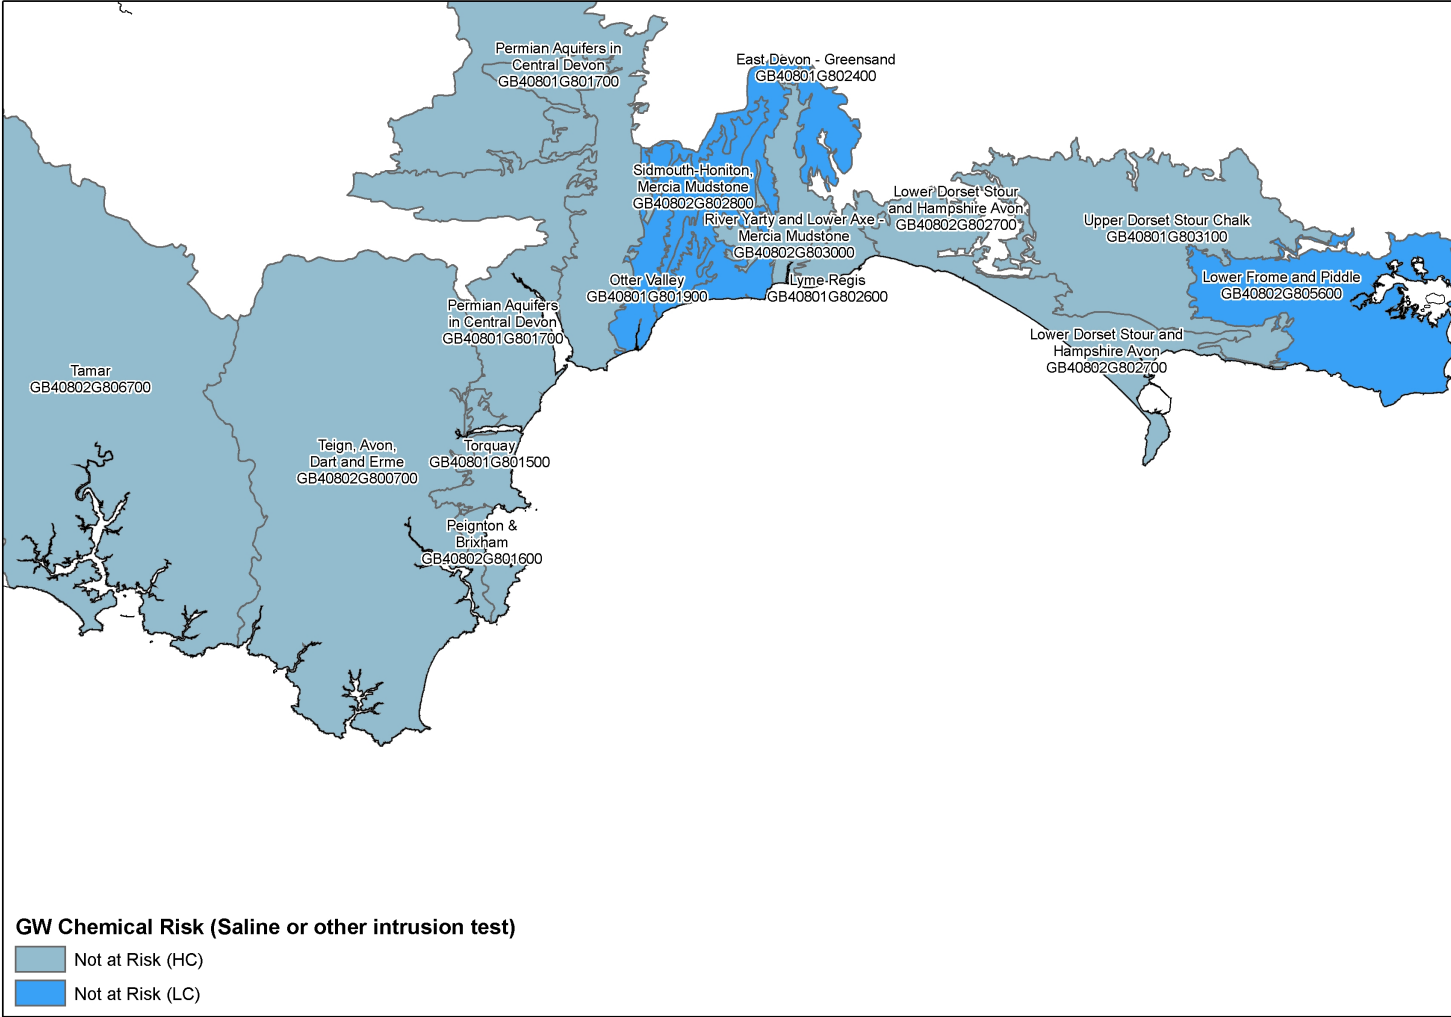 Permian Aquifers in
Central Devon
GB40801G801700
East Devon - Greensand
GB40801G802400
Sidmouth-Honiton,
Mercia Mudstone
GB40802G802800
River Yarty and Lower Axe -
Mercia Mudstone
GB40802G803000
Lower Dorset Stour
and Hampshire Avon
GB40802G802700
Upper Dorset Stour Chalk
GB40801G803100
Otter Valley
GB40801G801900
Lyme Regis
GB40801G802600
Lower Frome and Piddle
GB40802G805600
Permian Aquifers
in Central Devon
GB40801G801700
Lower Dorset Stour and
Hampshire Avon
GB40802G802700
Tamar
GB40802G806700
Teign, Avon,
Dart and Erme
GB40802G800700
Torquay
GB40801G801500
Peignton &
Brixham
GB40802G801600
GW Chemical Risk (Saline or other intrusion test)
Not at Risk (HC)
Not at Risk (LC)